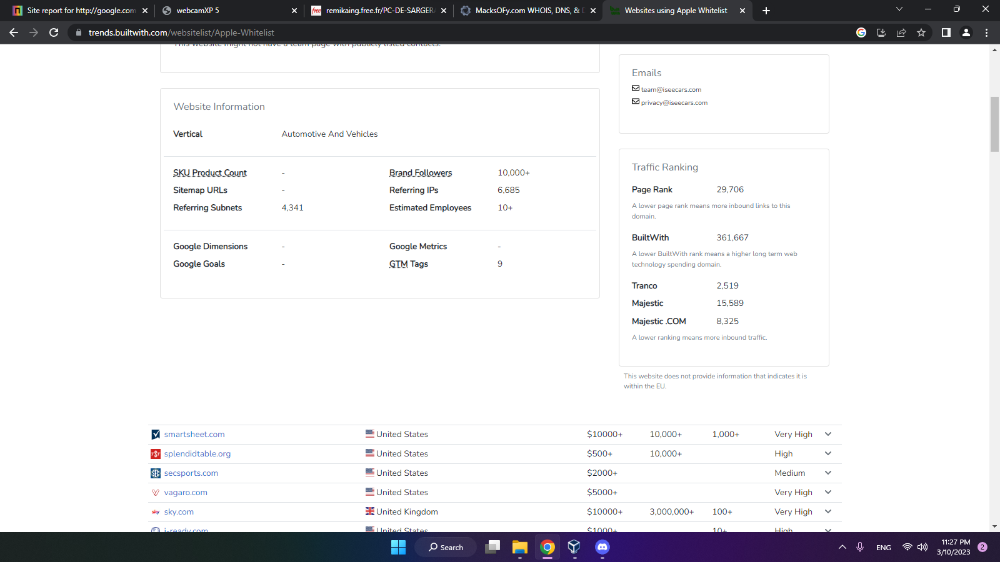 Site report for http://google.com
webcamXP 5
free remikaing.free.fr/PC-DE-SARGER
MacksOFy.com WHOIS, DNS, &
Websites using Apple Whitelist
trends.builtwith.com/websitelist/Apple-Whitelist
This website might not have a team page with publicly listed contacts.
Website Information
Vertical Automotive And Vehicles
SKU Product Count - Brand Followers 10,000+
Sitemap URLs - Referring IPs 6,685
Referring Subnets 4,341 Estimated Employees 10+
Google Dimensions - Google Metrics -
Google Goals - GTM Tags 9
Emails
team@iseecars.com
privacy@iseecars.com
Traffic Ranking
Page Rank 29,706
A lower page rank means more inbound links to this
domain.
BuiltWith 361,667
A lower BuiltWith rank means a higher long term web
technology spending domain.
Tranco 2,519
Majestic 15,589
Majestic .COM 8,325
A lower ranking means more inbound traffic.
This website does not provide information that indicates it is
within the EU.
smartsheet.com United States $10000+ 10,000+ 1,000+ Very High
TST splendidtable.org United States $500+ 10,000+ High
SEC secsports.com United States $2000+ Medium
vagaro.com United States $5000+ Very High
sky sky.com United Kingdom $10000+ 3,000,000+ 100+ Very High
i-ready.com United States $1000+ 10+ High
Search
ENG
11:27 PM
3/10/2023
2